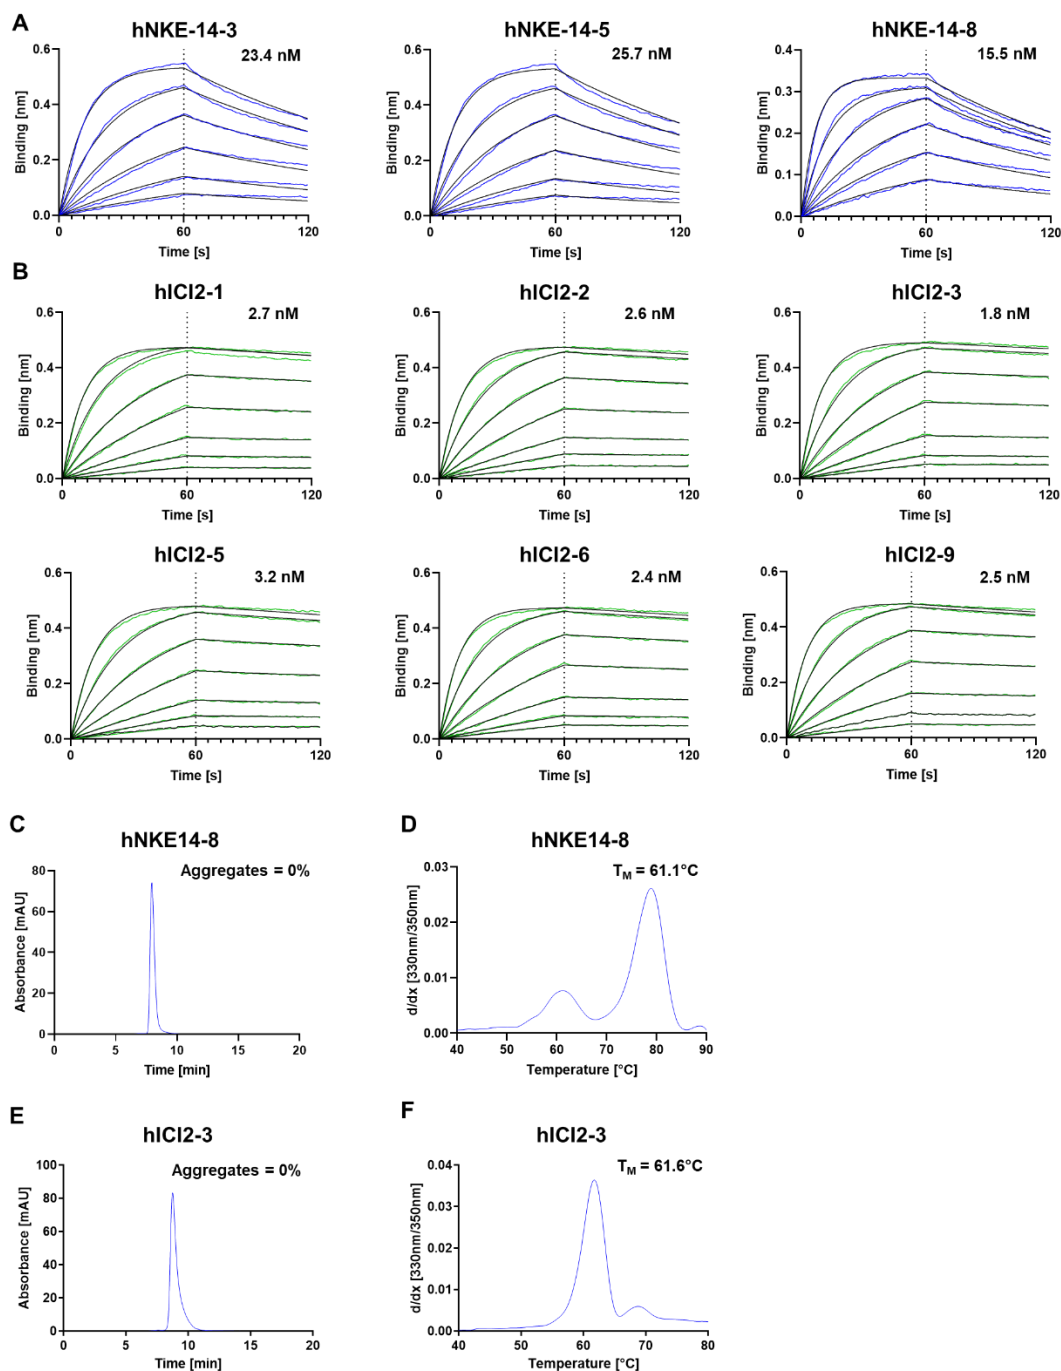 A
hNKE-14-3
23.4 nM
Binding [nm]
0.6
0.4
0.2
0.0
0
60
120
Time [s]
hNKE-14-5
25.7 nM
Binding [nm]
0.6
0.4
0.2
0.0
0
60
120
Time [s]
hNKE-14-8
15.5 nM
Binding [nm]
0.4
0.3
0.2
0.1
0.0
0
60
120
Time [s]
B
hICI2-1
2.7 nM
Binding [nm]
0.6
0.4
0.2
0.0
0
60
120
Time [s]
hICI2-2
2.6 nM
Binding [nm]
0.6
0.4
0.2
0.0
0
60
120
Time [s]
hICI2-3
1.8 nM
Binding [nm]
0.6
0.4
0.2
0.0
0
60
120
Time [s]
hICI2-5
3.2 nM
Binding [nm]
0.6
0.4
0.2
0.0
0
60
120
Time [s]
hICI2-6
2.4 nM
Binding [nm]
0.6
0.4
0.2
0.0
0
60
120
Time [s]
hICI2-9
2.5 nM
Binding [nm]
0.6
0.4
0.2
0.0
0
60
120
Time [s]
C
hNKE14-8
Aggregates = 0%
Absorbance [mAU]
80
60
40
20
0
0
5
10
15
20
Time [min]
D
hNKE14-8
TM = 61.1°C
d/dx [330nm/350nm]
0.03
0.02
0.01
0.00
40
50
60
70
80
90
Temperature [°C]
E
hICI2-3
Aggregates = 0%
Absorbance [mAU]
100
80
60
40
20
0
0
5
10
15
20
Time [min]
F
hICI2-3
TM = 61.6°C
d/dx [330nm/350nm]
0.04
0.03
0.02
0.01
0.00
40
50
60
70
80
Temperature [°C]